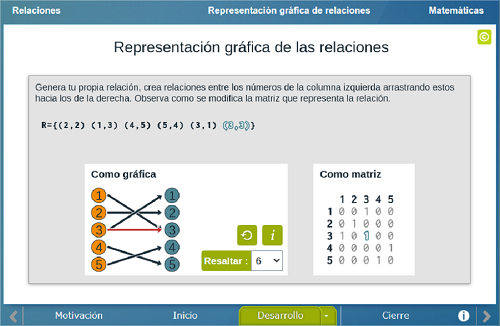 Relaciones Representación gráfica de relaciones Matemáticas
©
Representación gráfica de las relaciones
Genera tu propia relación, crea relaciones entre los números de la columna izquierda arrastrando estos
hacia los de la derecha. Observa como se modifica la matriz que representa la relación.
R={(2,2) (1,3) (4,5) (5,4) (3,1) (3,3)}
Como gráfica
1 1
2 2
3 3
4 4
5 5
i
Resaltar : 6
Como matriz
1 2 3 4 5
1 0 0 1 0 0
2 0 1 0 0 0
3 1 0 1 0 0
4 0 0 0 0 1
5 0 0 0 1 0
Motivación Inicio Desarrollo Cierre i